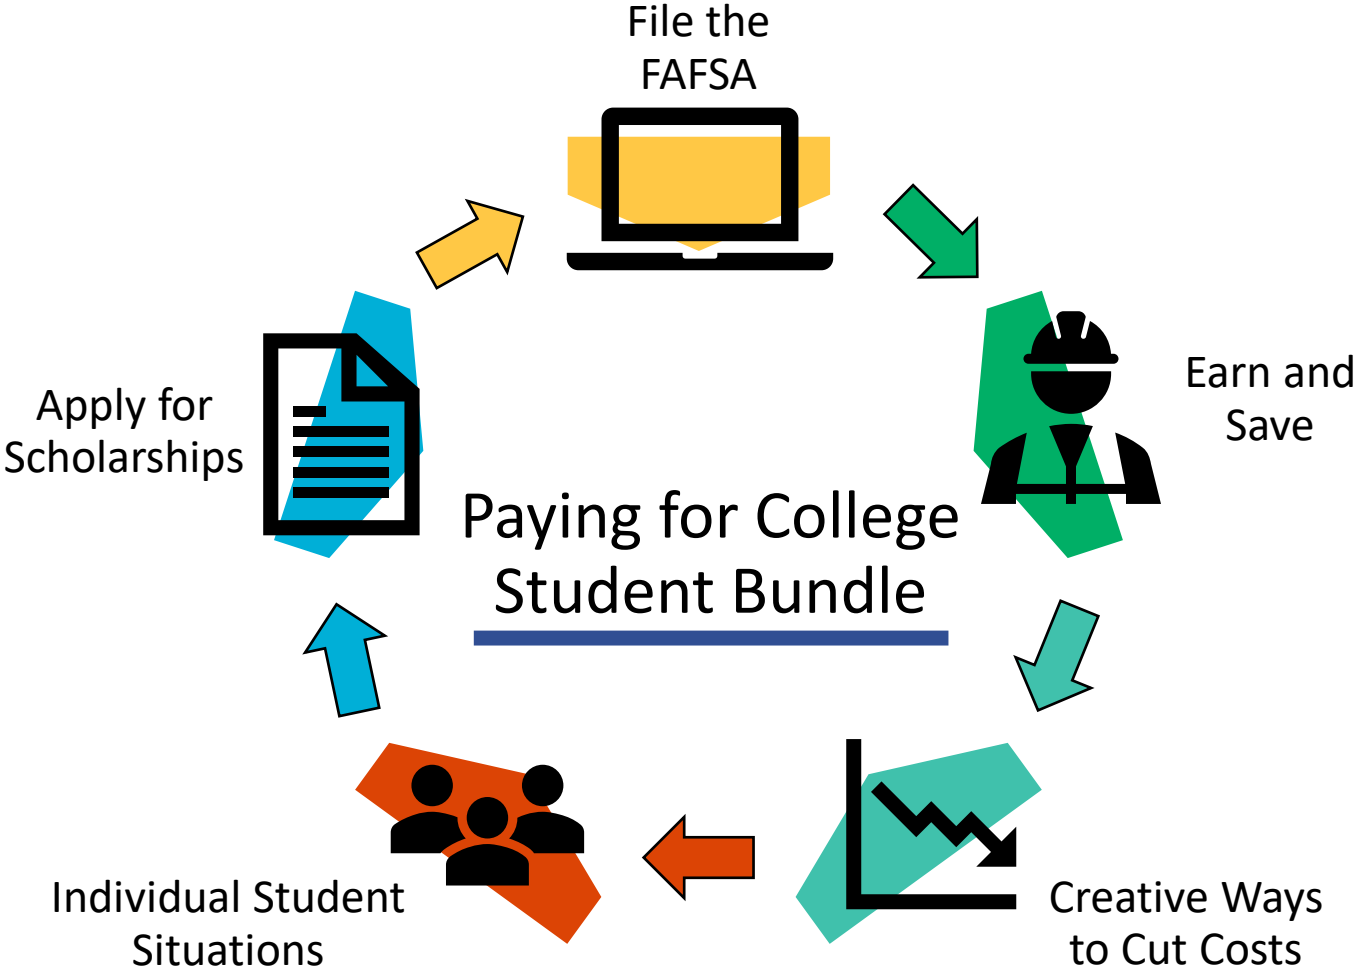 File the
FAFSA
Earn and
Save
Apply for
Scholarships
Paying for College
Student Bundle
Individual Student
Situations
Creative Ways
to Cut Costs